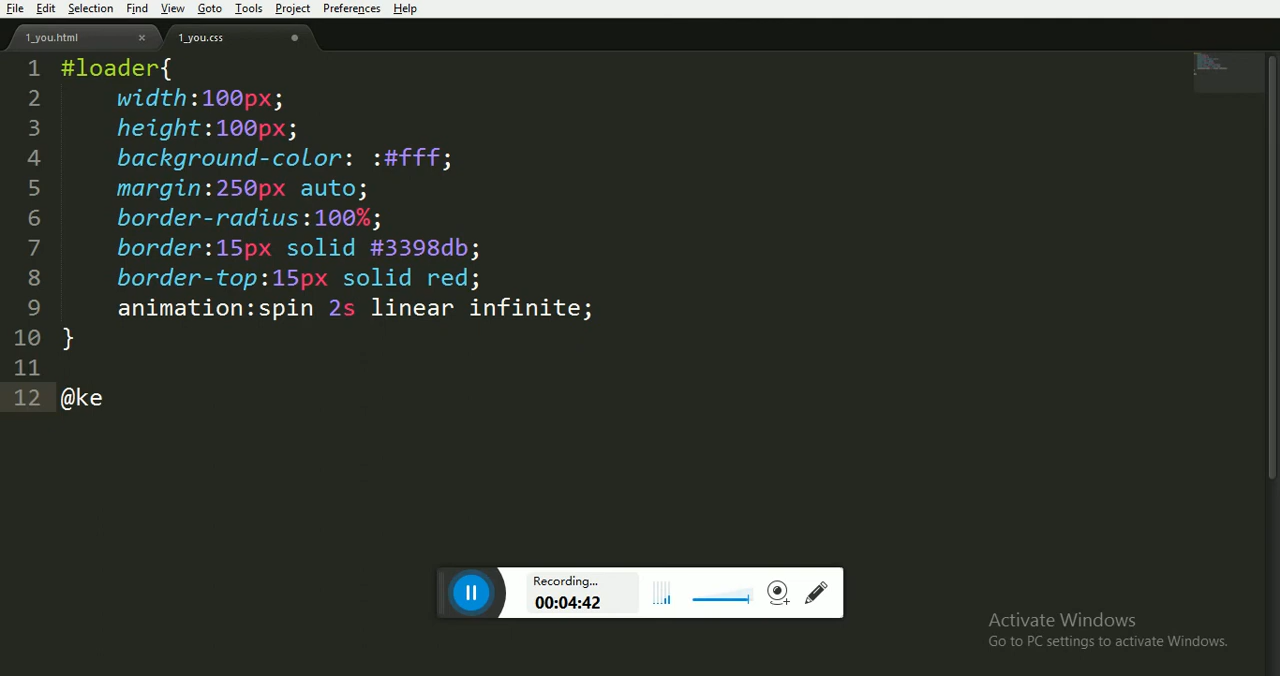 File Edit Selection Find View Goto Tools Project Preferences Help
1_you.html × 1_you.css
1 #loader{
2 width:100px;
3 height:100px;
4 background-color: :#fff;
5 margin:250px auto;
6 border-radius:100%;
7 border:15px solid #3398db;
8 border-top:15px solid red;
9 animation:spin 2s linear infinite;
10 }
11
12 @ke
Recording...
00:04:42
Activate Windows
Go to PC settings to activate Windows.